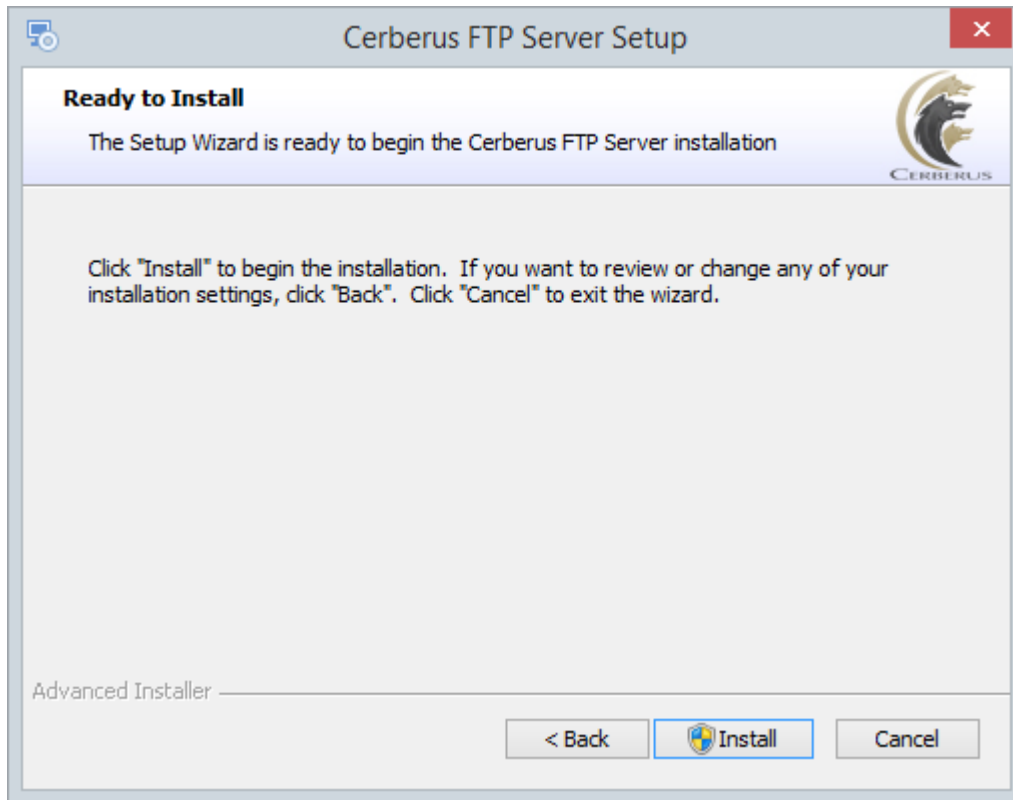 Cerberus FTP Server Setup
Ready to Install
The Setup Wizard is ready to begin the Cerberus FTP Server installation
CERBERUS
Click "Install" to begin the installation.  If you want to review or change any of your
installation settings, click "Back".  Click "Cancel" to exit the wizard.
Advanced Installer
< Back
Install
Cancel